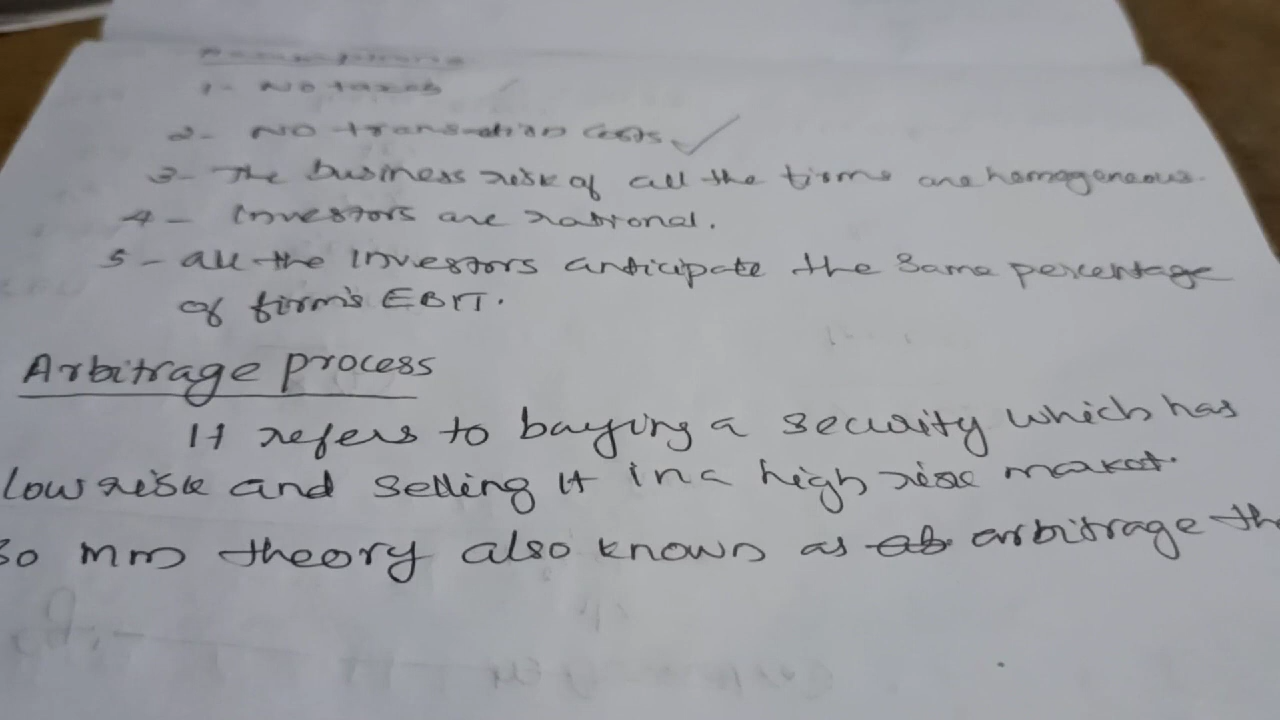 Assumptions
1- No taxes
2- No transaction costs.
3- The business risk of all the firms are homogeneous.
4- Investors are rational.
5- all the investors anticipate the same percentage
of firm's EBIT.
Arbitrage process
It refers to buying a security which has
low risk and selling it in a high risk market.
So mm theory also known as arbitrage th